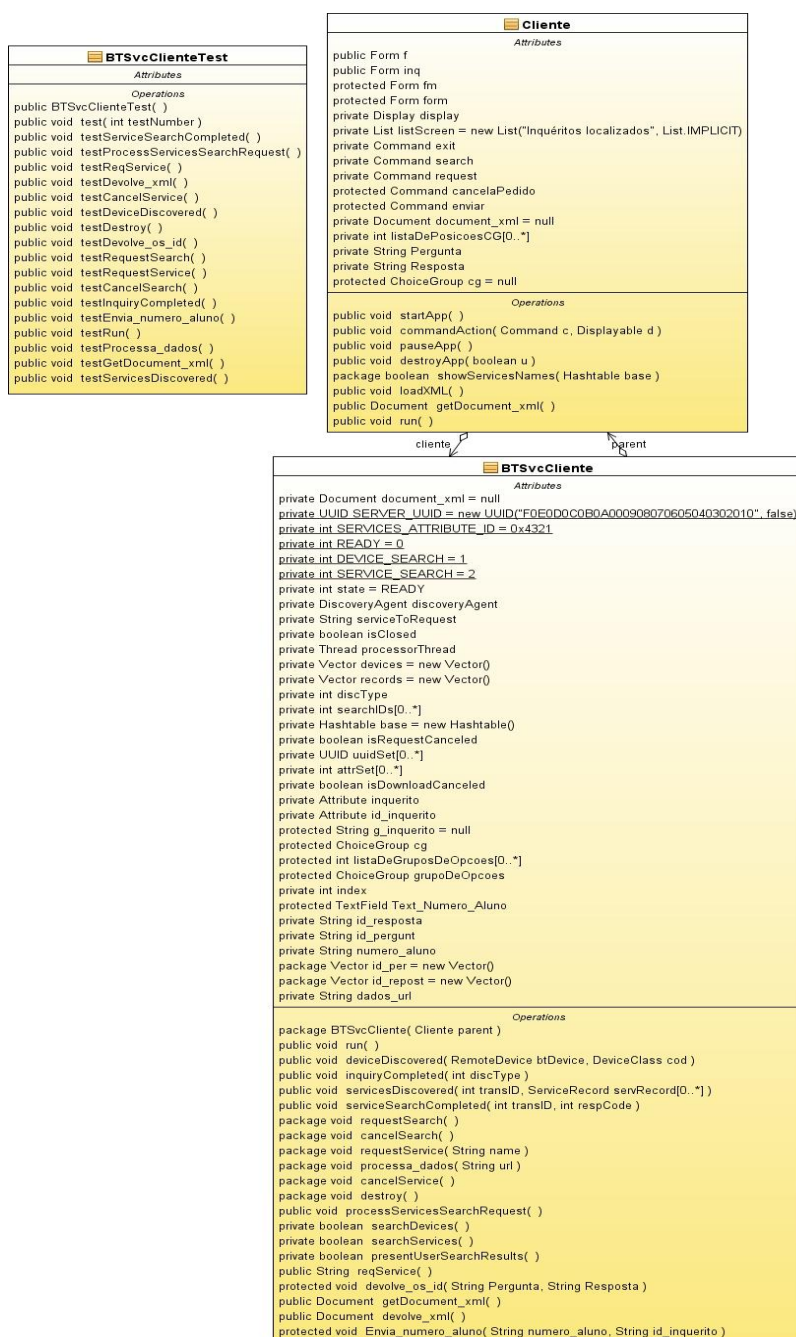 BTSvcClienteTest
Attributes
Operations
public BTSvcClienteTest( )
public void test( int testNumber )
public void testServiceSearchCompleted( )
public void testProcessServicesSearchRequest( )
public void testReqService( )
public void testDevolve_xml( )
public void testCancelService( )
public void testDeviceDiscovered( )
public void testDestroy( )
public void testDevolve_os_id( )
public void testRequestSearch( )
public void testRequestService( )
public void testCancelSearch( )
public void testInquiryCompleted( )
public void testEnvia_numero_aluno( )
public void testRun( )
public void testProcessa_dados( )
public void testGetDocument_xml( )
public void testServicesDiscovered( )
Cliente
Attributes
public Form f
public Form inq
protected Form fm
protected Form form
private Display display
private List listScreen = new List("Inquéritos localizados", List.IMPLICIT)
private Command exit
private Command search
private Command request
protected Command cancelaPedido
protected Command enviar
private Document document_xml = null
private int listaDePosicoesCG[0..*]
private String Pergunta
private String Resposta
protected ChoiceGroup cg = null
Operations
public void startApp( )
public void commandAction( Command c, Displayable d )
public void pauseApp( )
public void destroyApp( boolean u )
package boolean showServicesNames( Hashtable base )
public void loadXML( )
public Document getDocument_xml( )
public void run( )
cliente parent
BTSvcCliente
Attributes
private Document document_xml = null
private UUID SERVER_UUID = new UUID("F0E0D0C0B0A000908070605040302010", false)
private int SERVICES_ATTRIBUTE_ID = 0x4321
private int READY = 0
private int DEVICE_SEARCH = 1
private int SERVICE_SEARCH = 2
private int state = READY
private DiscoveryAgent discoveryAgent
private String serviceToRequest
private boolean isClosed
private Thread processorThread
private Vector devices = new Vector()
private Vector records = new Vector()
private int discType
private int searchIDs[0..*]
private Hashtable base = new Hashtable()
private boolean isRequestCanceled
private UUID uuidSet[0..*]
private int attrSet[0..*]
private boolean isDownloadCanceled
private Attribute inquerito
private Attribute id_inquerito
protected String g_inquerito = null
protected ChoiceGroup cg
protected int listaDeGruposDeOpcoes[0..*]
protected ChoiceGroup grupoDeOpcoes
private int index
protected TextField Text_Numero_Aluno
private String id_resposta
private String id_pergunt
private String numero_aluno
package Vector id_per = new Vector()
package Vector id_repost = new Vector()
private String dados_url
Operations
package BTSvcCliente( Cliente parent )
public void run( )
public void deviceDiscovered( RemoteDevice btDevice, DeviceClass cod )
public void inquiryCompleted( int discType )
public void servicesDiscovered( int transID, ServiceRecord servRecord[0..*] )
public void serviceSearchCompleted( int transID, int respCode )
package void requestSearch( )
package void cancelSearch( )
package void requestService( String name )
package void processa_dados( String url )
package void cancelService( )
package void destroy( )
public void processServicesSearchRequest( )
private boolean searchDevices( )
private boolean searchServices( )
private boolean presentUserSearchResults( )
public String reqService( )
protected void devolve_os_id( String Pergunta, String Resposta )
public Document getDocument_xml( )
public Document devolve_xml( )
protected void Envia_numero_aluno( String numero_aluno, String id_inquerito )